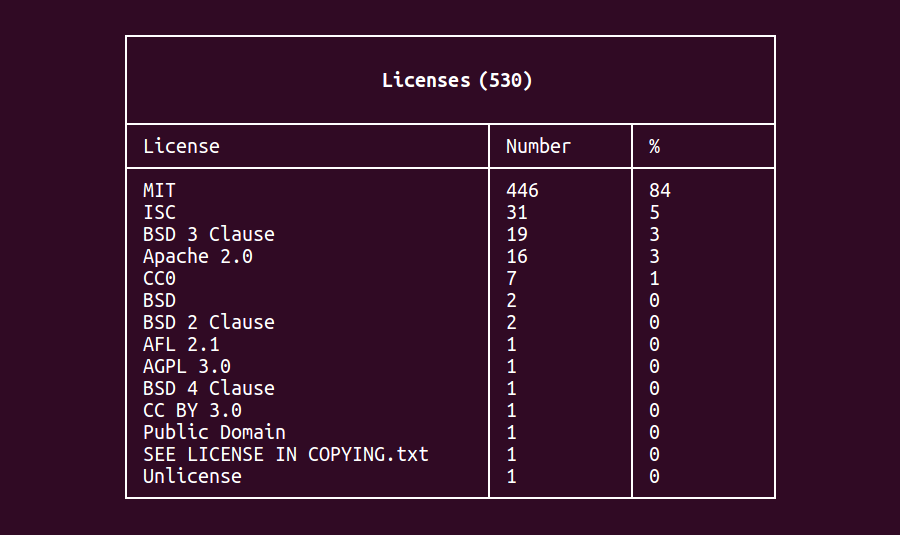 Licenses (530)
License Number %
MIT 446 84
ISC 31 5
BSD 3 Clause 19 3
Apache 2.0 16 3
CC0 7 1
BSD 2 0
BSD 2 Clause 2 0
AFL 2.1 1 0
AGPL 3.0 1 0
BSD 4 Clause 1 0
CC BY 3.0 1 0
Public Domain 1 0
SEE LICENSE IN COPYING.txt 1 0
Unlicense 1 0